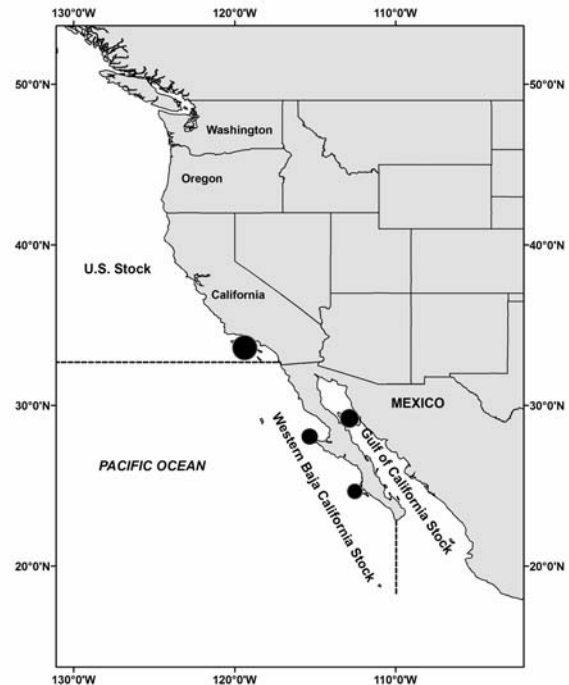 130°0'W 120°0'W 110°0'W
50°0'N 50°0'N
Washington
Oregon
40°0'N 40°0'N
U.S. Stock
California
30°0'N MEXICO 30°0'N
Gulf of California Stock
Western Baja California Stock
PACIFIC OCEAN
20°0'N 20°0'N
130°0'W 120°0'W 110°0'W